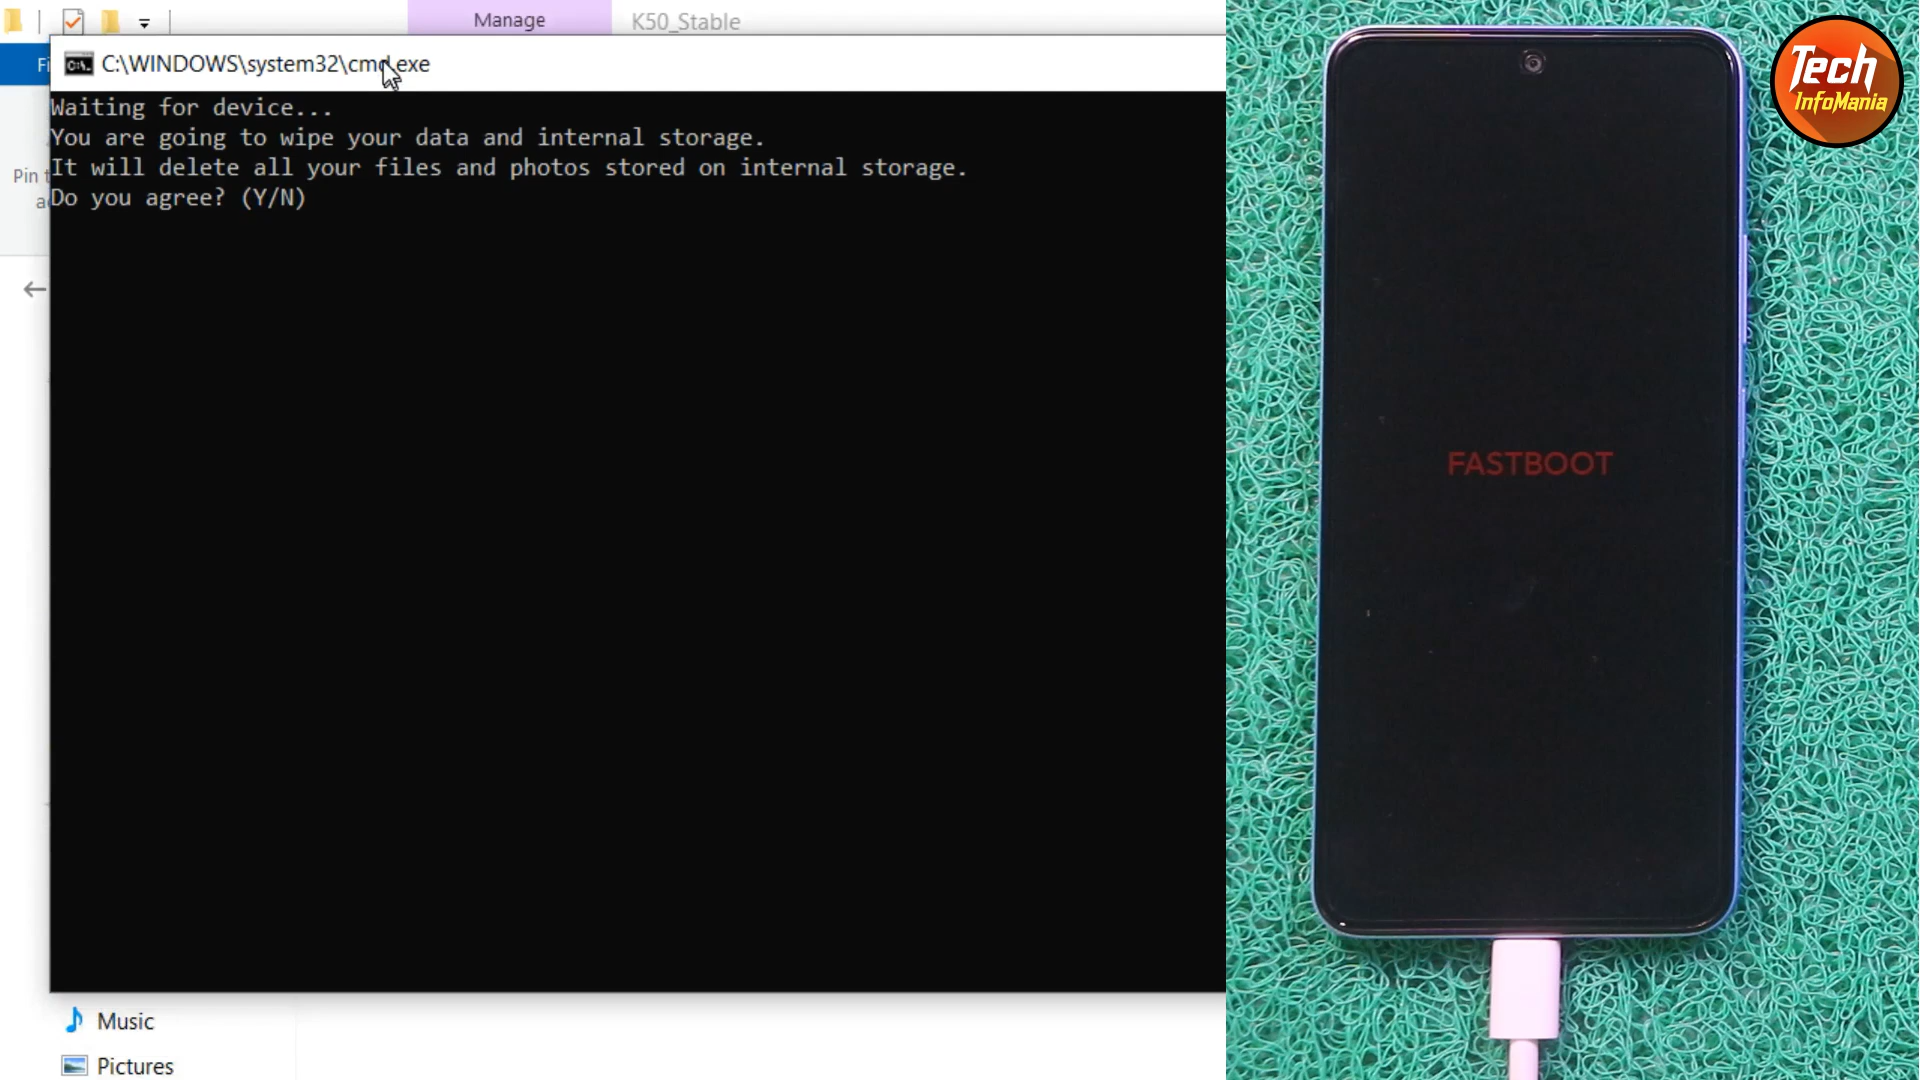 Manage
K50_Stable
Fi
C:\WINDOWS\system32\cmd.exe
Waiting for device...
You are going to wipe your data and internal storage.
It will delete all your files and photos stored on internal storage.
Do you agree? (Y/N)
Pin t
a
Music
Pictures
FASTBOOT
Tech
InfoMania